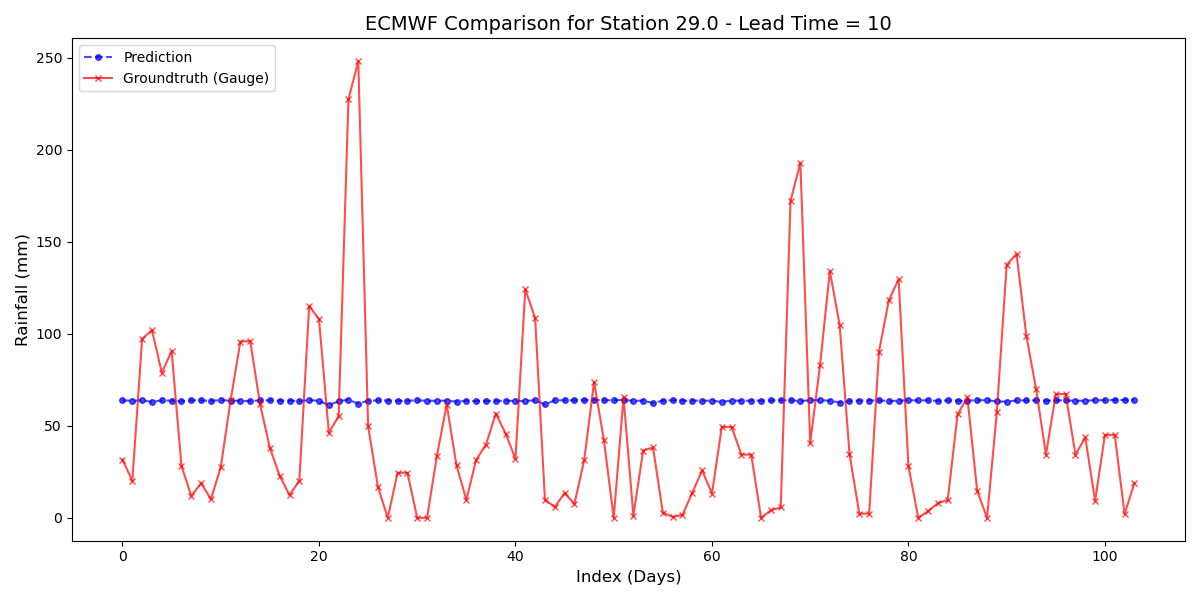 ECMWF Comparison for Station 29.0 - Lead Time = 10
Prediction
Groundtruth (Gauge)
Rainfall (mm)
250
200
150
100
50
0
0 20 40 60 80 100
Index (Days)